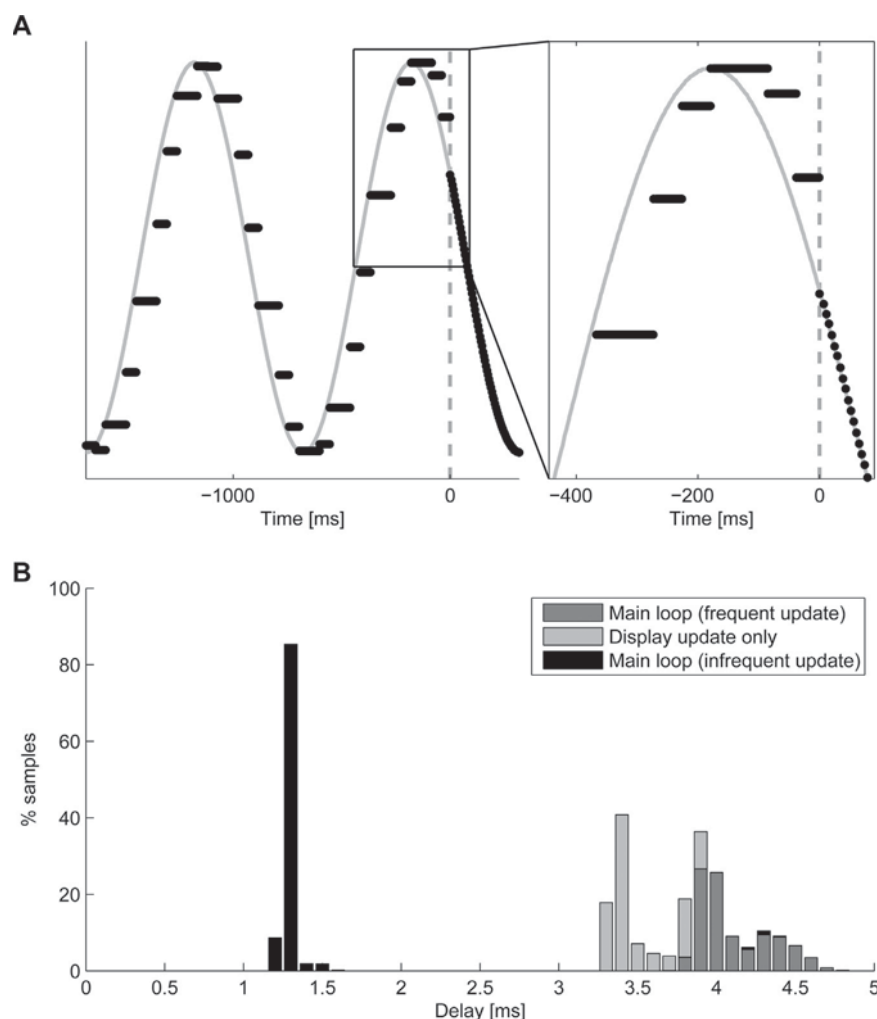 A
−1000
0
Time [ms]
−400
−200
0
Time [ms]
B
100
80
60
40
20
0
% samples
Main loop (frequent update)
Display update only
Main loop (infrequent update)
0
0.5
1
1.5
2
2.5
3
3.5
4
4.5
5
Delay [ms]